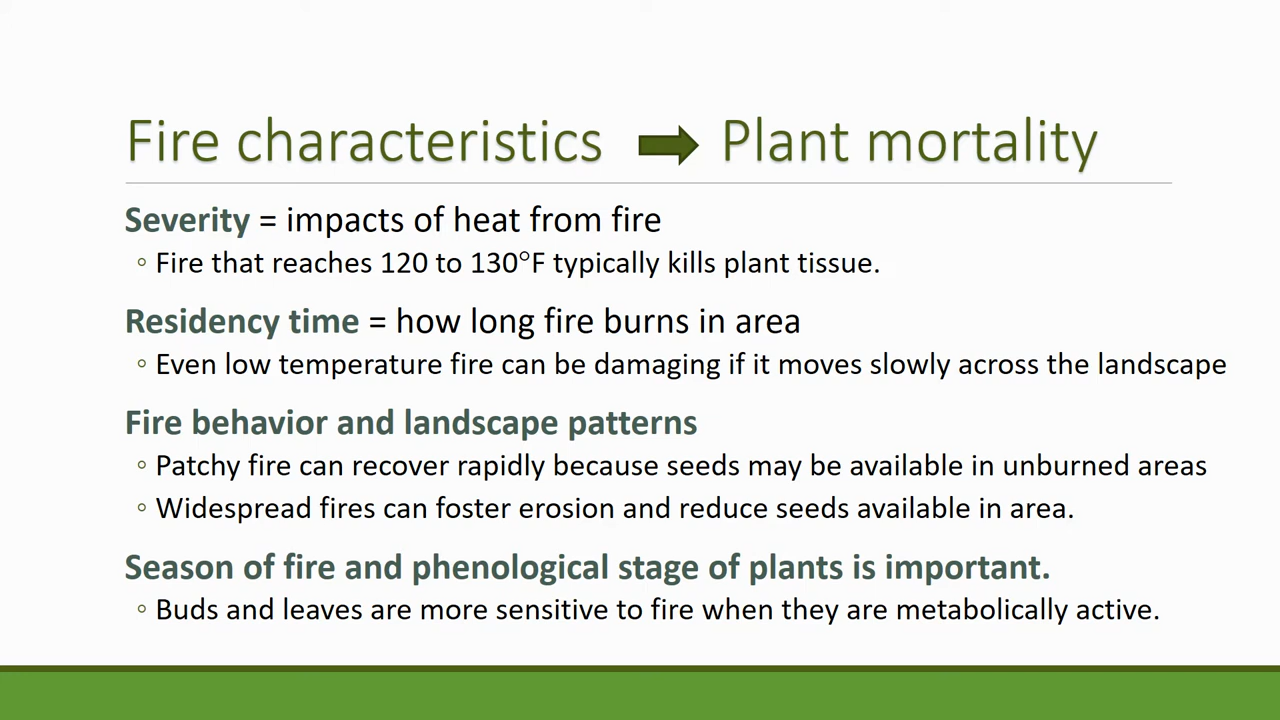 Fire characteristics Plant mortality
Severity = impacts of heat from fire
◦ Fire that reaches 120 to 130°F typically kills plant tissue.
Residency time = how long fire burns in area
◦ Even low temperature fire can be damaging if it moves slowly across the landscape
Fire behavior and landscape patterns
◦ Patchy fire can recover rapidly because seeds may be available in unburned areas
◦ Widespread fires can foster erosion and reduce seeds available in area.
Season of fire and phenological stage of plants is important.
◦ Buds and leaves are more sensitive to fire when they are metabolically active.